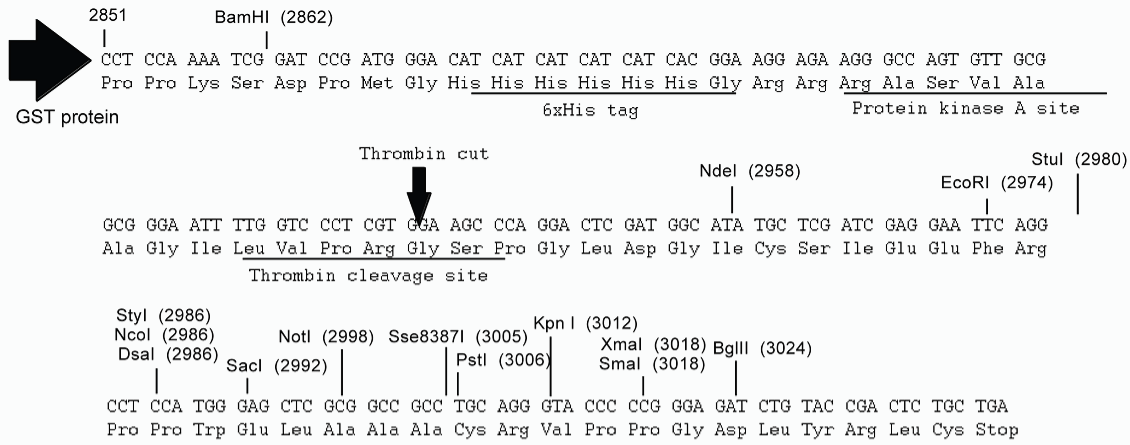 2851 BamHI (2862)
CCT CCA AAA TCG GAT CCG ATG GGA CAT CAT CAT CAT CAT CAC GGA AGG AGA AGG GCC AGT GTT GCG
Pro Pro Lys Ser Asp Pro Met Gly His His His His His His Gly Arg Arg Arg Ala Ser Val Ala
GST protein
6xHis tag Protein kinase A site
Thrombin cut
NdeI (2958) EcoRI (2974) StuI (2980)
GCG GGA ATT TTG GTC CCT CGT GGA AGC CCA GGA CTC GAT GGC ATA TGC TCG ATC GAG GAA TTC AGG
Ala Gly Ile Leu Val Pro Arg Gly Ser Pro Gly Leu Asp Gly Ile Cys Ser Ile Glu Glu Phe Arg
Thrombin cleavage site
StyI (2986)
NcoI (2986)
DsaI (2986)
SacI (2992)
NotI (2998)
Sse8387I (3005)
PstI (3006)
Kpn I (3012)
XmaI (3018)
SmaI (3018)
BglII (3024)
CCT CCA TGG GAG CTC GCG GCC GCC TGC AGG GTA CCC CCG GGA GAT CTG TAC CGA CTC TGC TGA
Pro Pro Trp Glu Leu Ala Ala Ala Cys Arg Val Pro Pro Gly Asp Leu Tyr Arg Leu Cys Stop